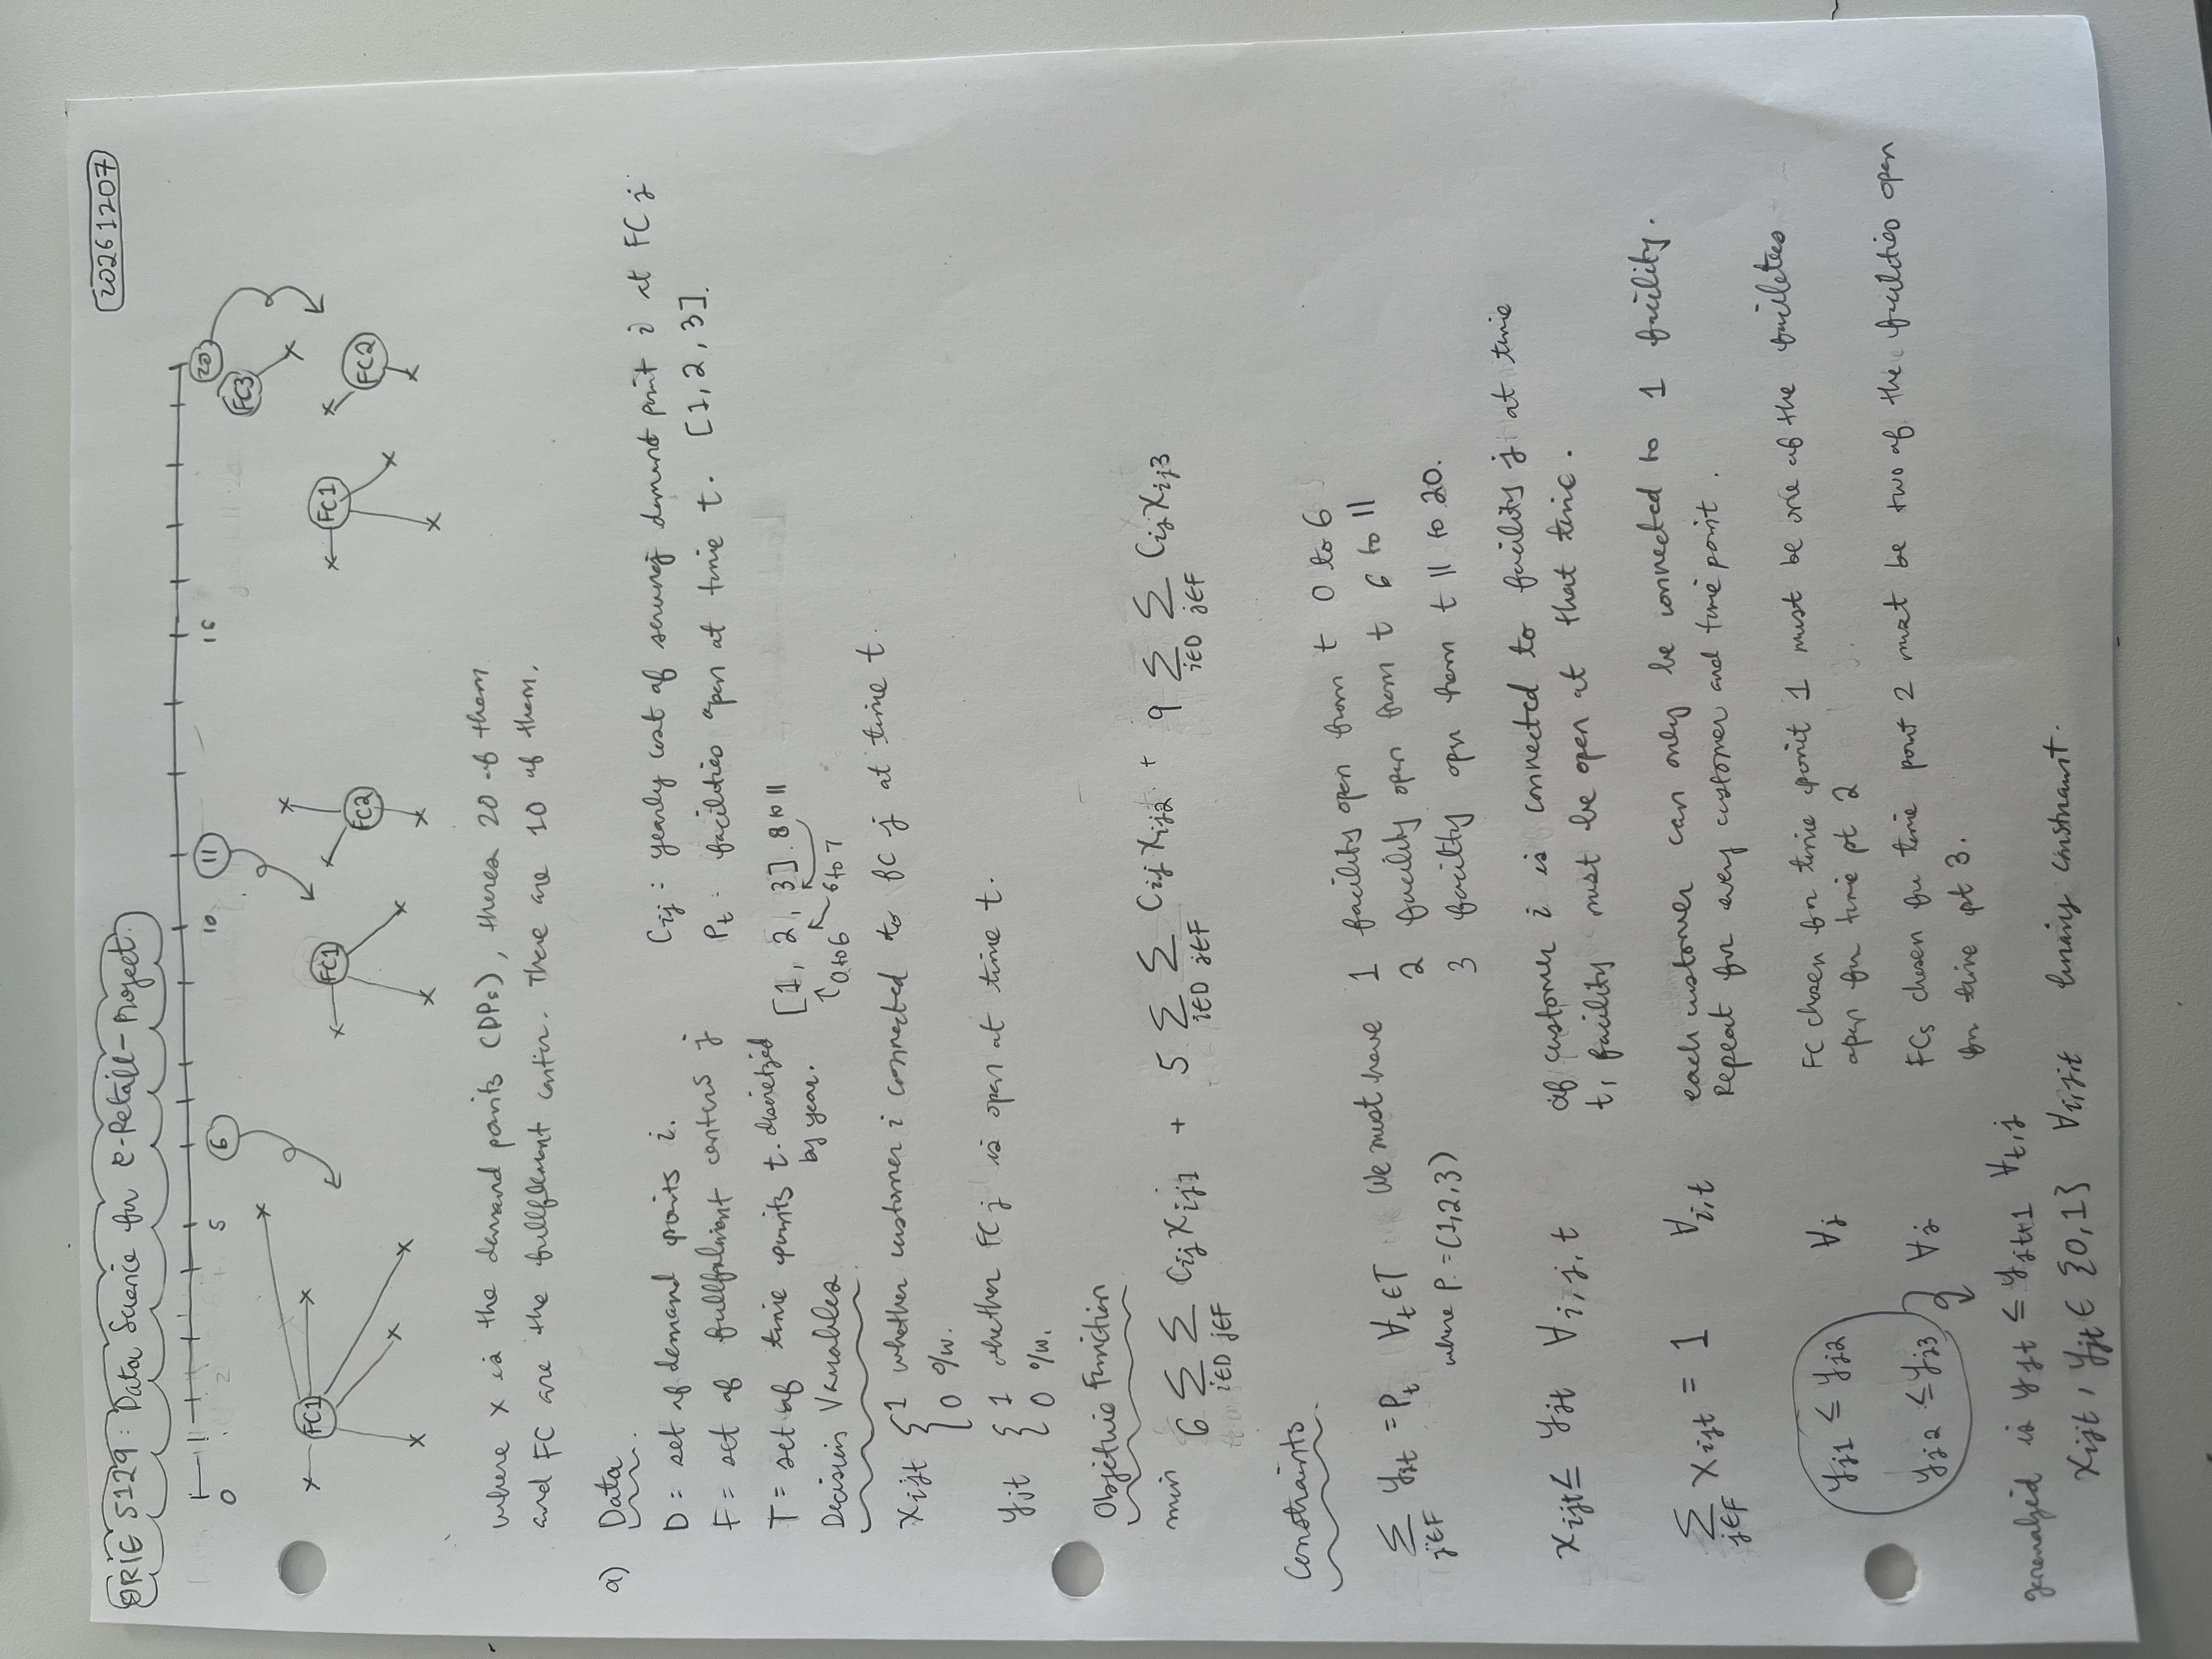 ORIE 5129: Data Science for e-Retail-Project.
20261207
0 2 5 6 10 11 16 20
FC3
FC1 FC1 FC2 FC1 FC2
where x is the demand points (DPs), theres 20 of them
and FC are the fullfilment center. There are 10 of them.
a) Data
D = set of demand points i.
Cij : yearly cost of serving demand point i at FC j
F = set of fullfilment centers j
Pt : facilities open at time t. [1, 2, 3].
T = set of time points t. discretized by year.
[1, 2, 3]. 8 to 11
0 to 6 6 to 7
Decision Variables
xijt { 1 whether customer i connected to FC j at time t.
0 o/w.
yjt { 1 whether FC j is open at time t.
0 o/w.
Objective Function
min 6 Σ i∈D Σ j∈F Cij Xij1 + 5 Σ i∈D Σ j∈F Cij Xij2 + 9 Σ i∈D Σ j∈F Cij Xij3
Constraints
Σ j∈F yjt = Pt ∀t∈T
where P = (1,2,3)
We must have 1 facility open from t 0 to 6
2 facility open from t 6 to 11
3 facility open from t 11 to 20.
xijt ≤ yjt ∀i,j,t
if customer i is connected to facility j at time
t, facility must be open at that time.
Σ j∈F xijt = 1 ∀i,t
each customer can only be connected to 1 facility.
Repeat for every customer and time point.
yj1 ≤ yj2 ∀j
FC chosen for time point 1 must be one of the facilities
open for time pt 2
yj2 ≤ yj3 ∀j
FCs chosen for time point 2 must be two of the facilities open
for time pt 3.
generalized is yjt ≤ yjt+1 ∀t,j
xijt, yjt ∈ {0,1} ∀i,j,t binary constraint.